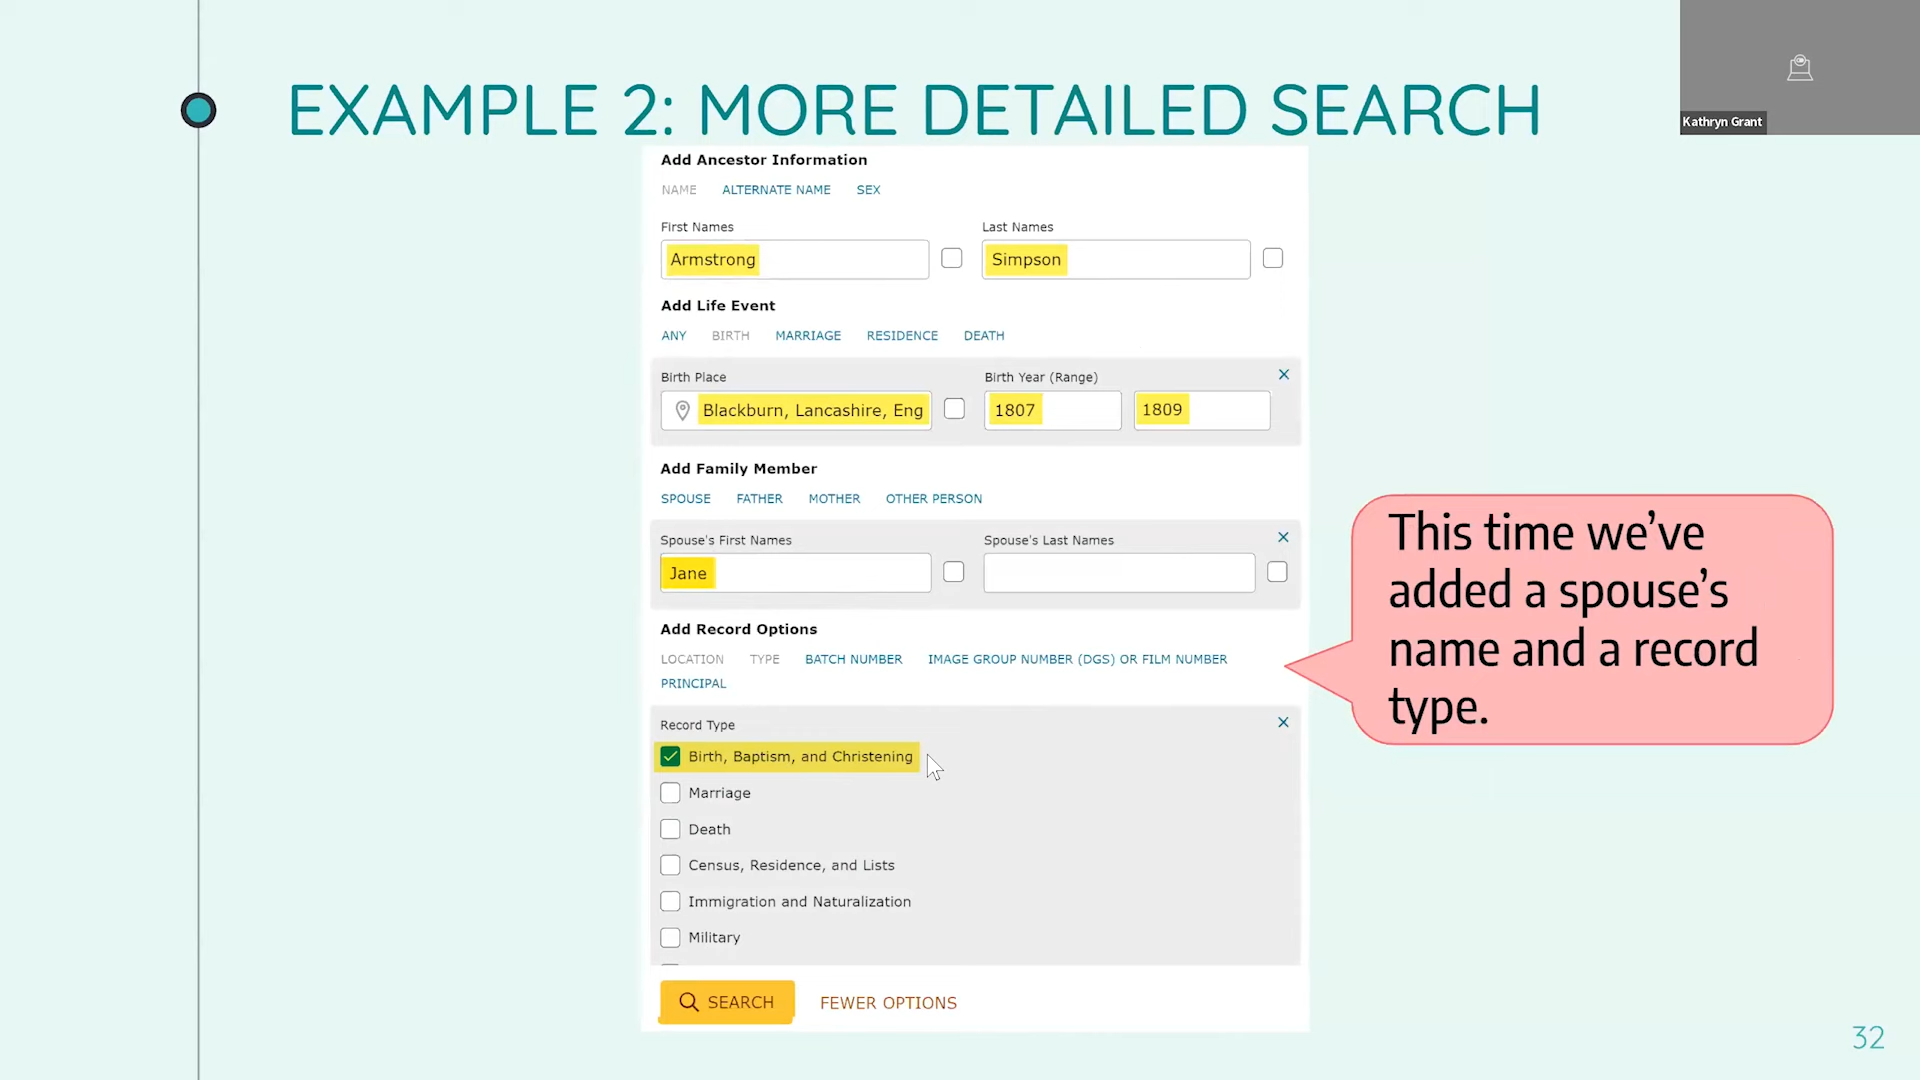 EXAMPLE 2: MORE DETAILED SEARCH
Kathryn Grant
Add Ancestor Information
NAME ALTERNATE NAME SEX
First Names Last Names
Armstrong Simpson
Add Life Event
ANY BIRTH MARRIAGE RESIDENCE DEATH
Birth Place Birth Year (Range)
Blackburn, Lancashire, Eng 1807 1809
Add Family Member
SPOUSE FATHER MOTHER OTHER PERSON
Spouse's First Names Spouse's Last Names
Jane
Add Record Options
LOCATION TYPE BATCH NUMBER IMAGE GROUP NUMBER (DGS) OR FILM NUMBER
PRINCIPAL
Record Type
Birth, Baptism, and Christening
Marriage
Death
Census, Residence, and Lists
Immigration and Naturalization
Military
SEARCH FEWER OPTIONS
This time we’ve
added a spouse’s
name and a record
type.
32